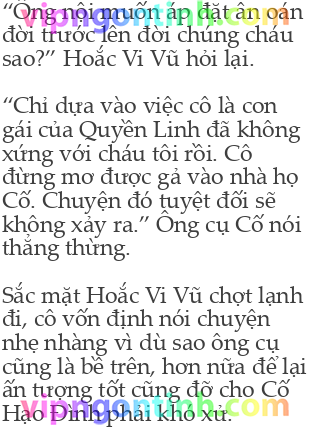 “Ông nội muốn áp đặt ân oán
đời trước lên đời chúng cháu
sao?” Hoắc Vi Vũ hỏi lại.
“Chỉ dựa vào việc cô là con
gái của Quyền Linh đã không
xứng với cháu tôi rồi. Cô
đừng mơ được gả vào nhà họ
Cố. Chuyện đó tuyệt đối sẽ
không xảy ra.” Ông cụ Cố nói
thẳng thừng.
Sắc mặt Hoắc Vi Vũ chợt lạnh
đi, cô vốn định nói chuyện
nhẹ nhàng vì dù sao ông cụ
cũng là bề trên, hơn nữa để lại
ấn tượng tốt cũng đỡ cho Cố
Hạo Đình phải khó xử.
vipngontinh.com
vipngontinh.com